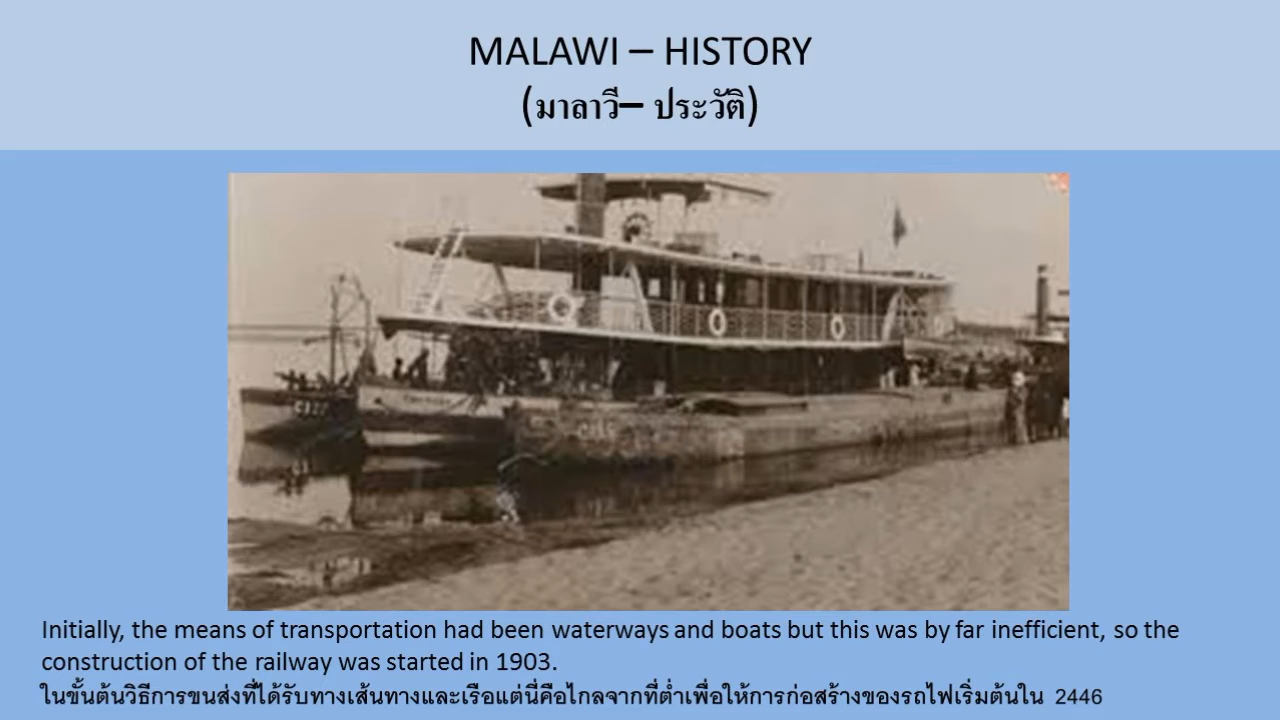 MALAWI – HISTORY
(มาลาวี– ประวัติ)
C127
Initially, the means of transportation had been waterways and boats but this was by far inefficient, so the
construction of the railway was started in 1903.
ในขั้นต้นวิธีการขนส่งที่ได้รับทางเส้นทางและเรือแต่นี่คือไกลจากที่ต่ำเพื่อให้การก่อสร้างของรถไฟเริ่มต้นใน 2446